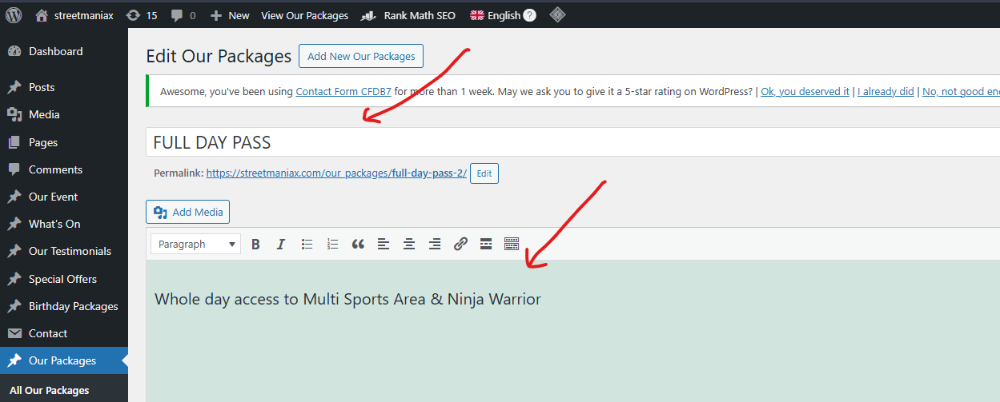 streetmaniax 15 0 New View Our Packages Rank Math SEO English ?
Dashboard
Posts
Media
Pages
Comments
Our Event
What's On
Our Testimonials
Special Offers
Birthday Packages
Contact
Our Packages
All Our Packages
Edit Our Packages Add New Our Packages
Awesome, you've been using Contact Form CFDB7 for more than 1 week. May we ask you to give it a 5-star rating on WordPress? | Ok, you deserved it | I already did | No, not good
FULL DAY PASS
Permalink: https://streetmaniax.com/our_packages/full-day-pass-2/ Edit
Add Media
Paragraph B I
Whole day access to Multi Sports Area & Ninja Warrior